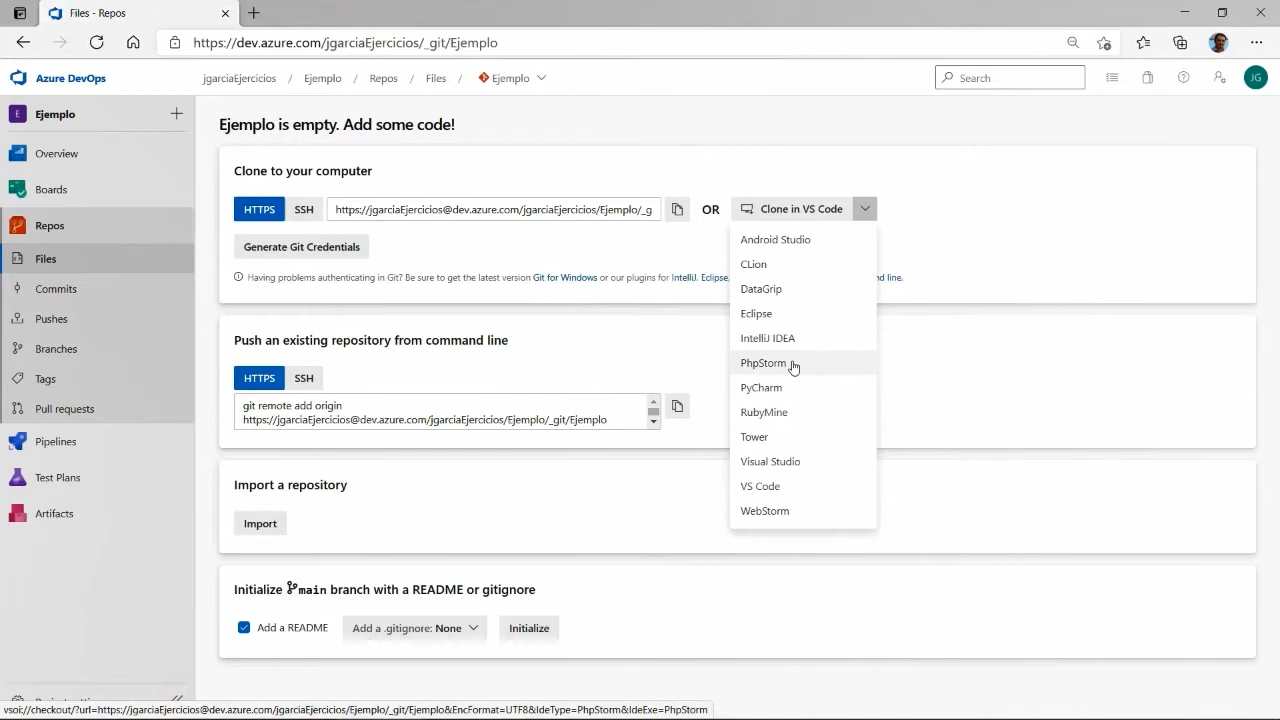 Files - Repos
https://dev.azure.com/jgarciaEjercicios/_git/Ejemplo
Azure DevOps
jgarciaEjercicios / Ejemplo / Repos / Files / Ejemplo
Search
JG
E Ejemplo
Overview
Boards
Repos
Files
Commits
Pushes
Branches
Tags
Pull requests
Pipelines
Test Plans
Artifacts
Ejemplo is empty. Add some code!
Clone to your computer
HTTPS SSH https://jgarciaEjercicios@dev.azure.com/jgarciaEjercicios/Ejemplo/_g OR Clone in VS Code
Generate Git Credentials
Having problems authenticating in Git? Be sure to get the latest version Git for Windows or our plugins for IntelliJ, Eclipse, nd line.
Android Studio
CLion
DataGrip
Eclipse
IntelliJ IDEA
PhpStorm
PyCharm
RubyMine
Tower
Visual Studio
VS Code
WebStorm
Push an existing repository from command line
HTTPS SSH
git remote add origin
https://jgarciaEjercicios@dev.azure.com/jgarciaEjercicios/Ejemplo/_git/Ejemplo
Import a repository
Import
Initialize main branch with a README or gitignore
Add a README Add a .gitignore: None Initialize
vsoi://checkout/?url=https://jgarciaEjercicios@dev.azure.com/jgarciaEjercicios/Ejemplo/_git/Ejemplo&EncFormat=UTF8&IdeType=PhpStorm&IdeExe=PhpStorm